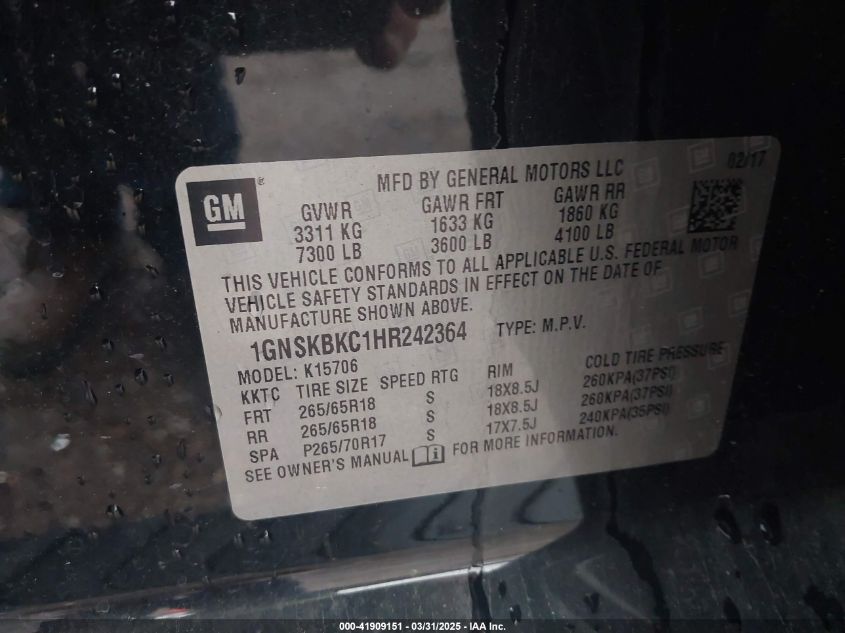 MFD BY GENERAL MOTORS LLC 02/17
GM®
GVWR GAWR FRT GAWR RR
3311 KG 1633 KG 1860 KG
7300 LB 3600 LB 4100 LB
THIS VEHICLE CONFORMS TO ALL APPLICABLE U.S. FEDERAL MOTOR
VEHICLE SAFETY STANDARDS IN EFFECT ON THE DATE OF
MANUFACTURE SHOWN ABOVE.
1GNSKBKC1HR242364 TYPE: M.P.V.
MODEL: K15706
KKTC TIRE SIZE SPEED RTG RIM COLD TIRE PRESSURE
FRT 265/65R18 S 18X8.5J 260KPA(37PSI)
RR 265/65R18 S 18X8.5J 260KPA(37PSI)
SPA P265/70R17 S 17X7.5J 240KPA(35PSI)
SEE OWNER'S MANUAL FOR MORE INFORMATION.
000-41909151 - 03/31/2025 - IAA Inc.